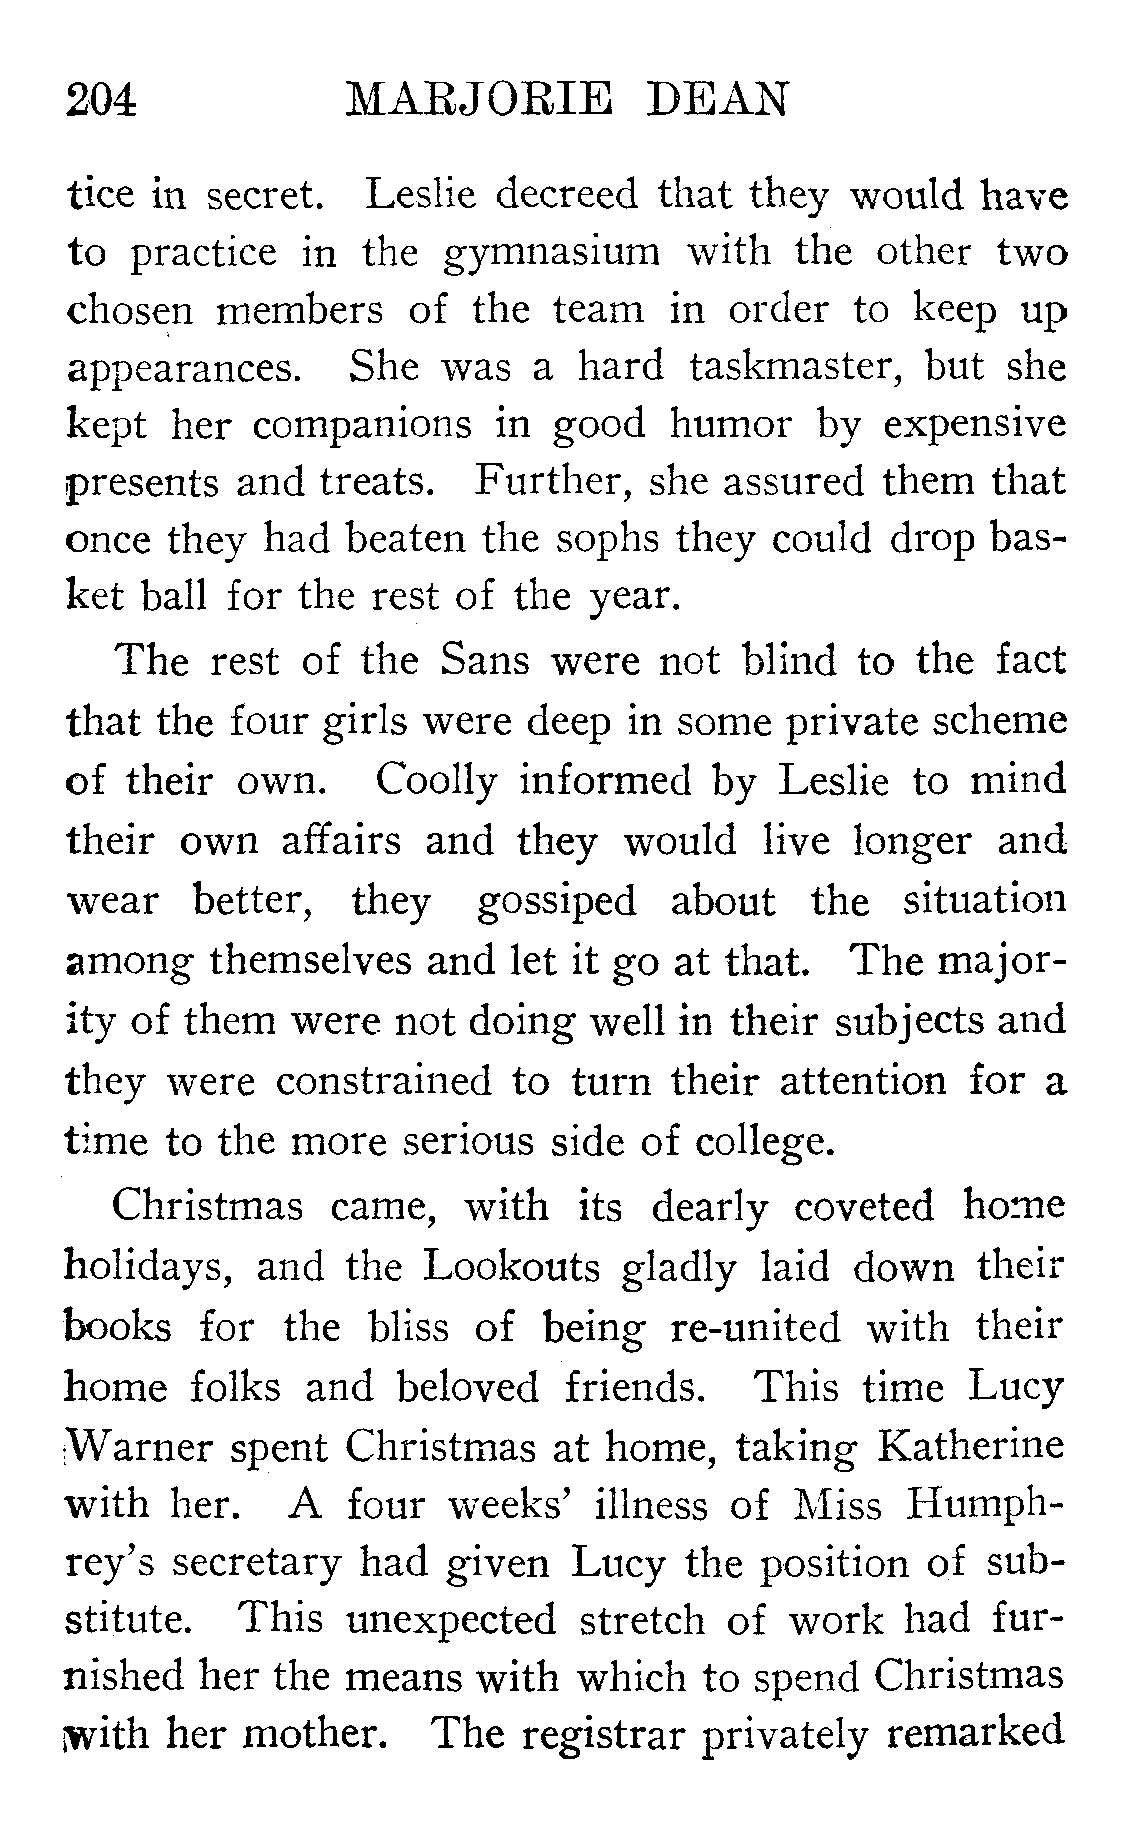 204 MARJORIE DEAN
tice in secret. Leslie decreed that they would have
to practice in the gymnasium with the other two
chosen members of the team in order to keep up
appearances. She was a hard taskmaster, but she
kept her companions in good humor by expensive
presents and treats. Further, she assured them that
once they had beaten the sophs they could drop bas-
ket ball for the rest of the year.
The rest of the Sans were not blind to the fact
that the four girls were deep in some private scheme
of their own. Coolly informed by Leslie to mind
their own affairs and they would live longer and
wear better, they gossiped about the situation
among themselves and let it go at that. The major-
ity of them were not doing well in their subjects and
they were constrained to turn their attention for a
time to the more serious side of college.
Christmas came, with its dearly coveted home
holidays, and the Lookouts gladly laid down their
books for the bliss of being re-united with their
home folks and beloved friends. This time Lucy
Warner spent Christmas at home, taking Katherine
with her. A four weeks' illness of Miss Humph-
rey's secretary had given Lucy the position of sub-
stitute. This unexpected stretch of work had fur-
nished her the means with which to spend Christmas
with her mother. The registrar privately remarked